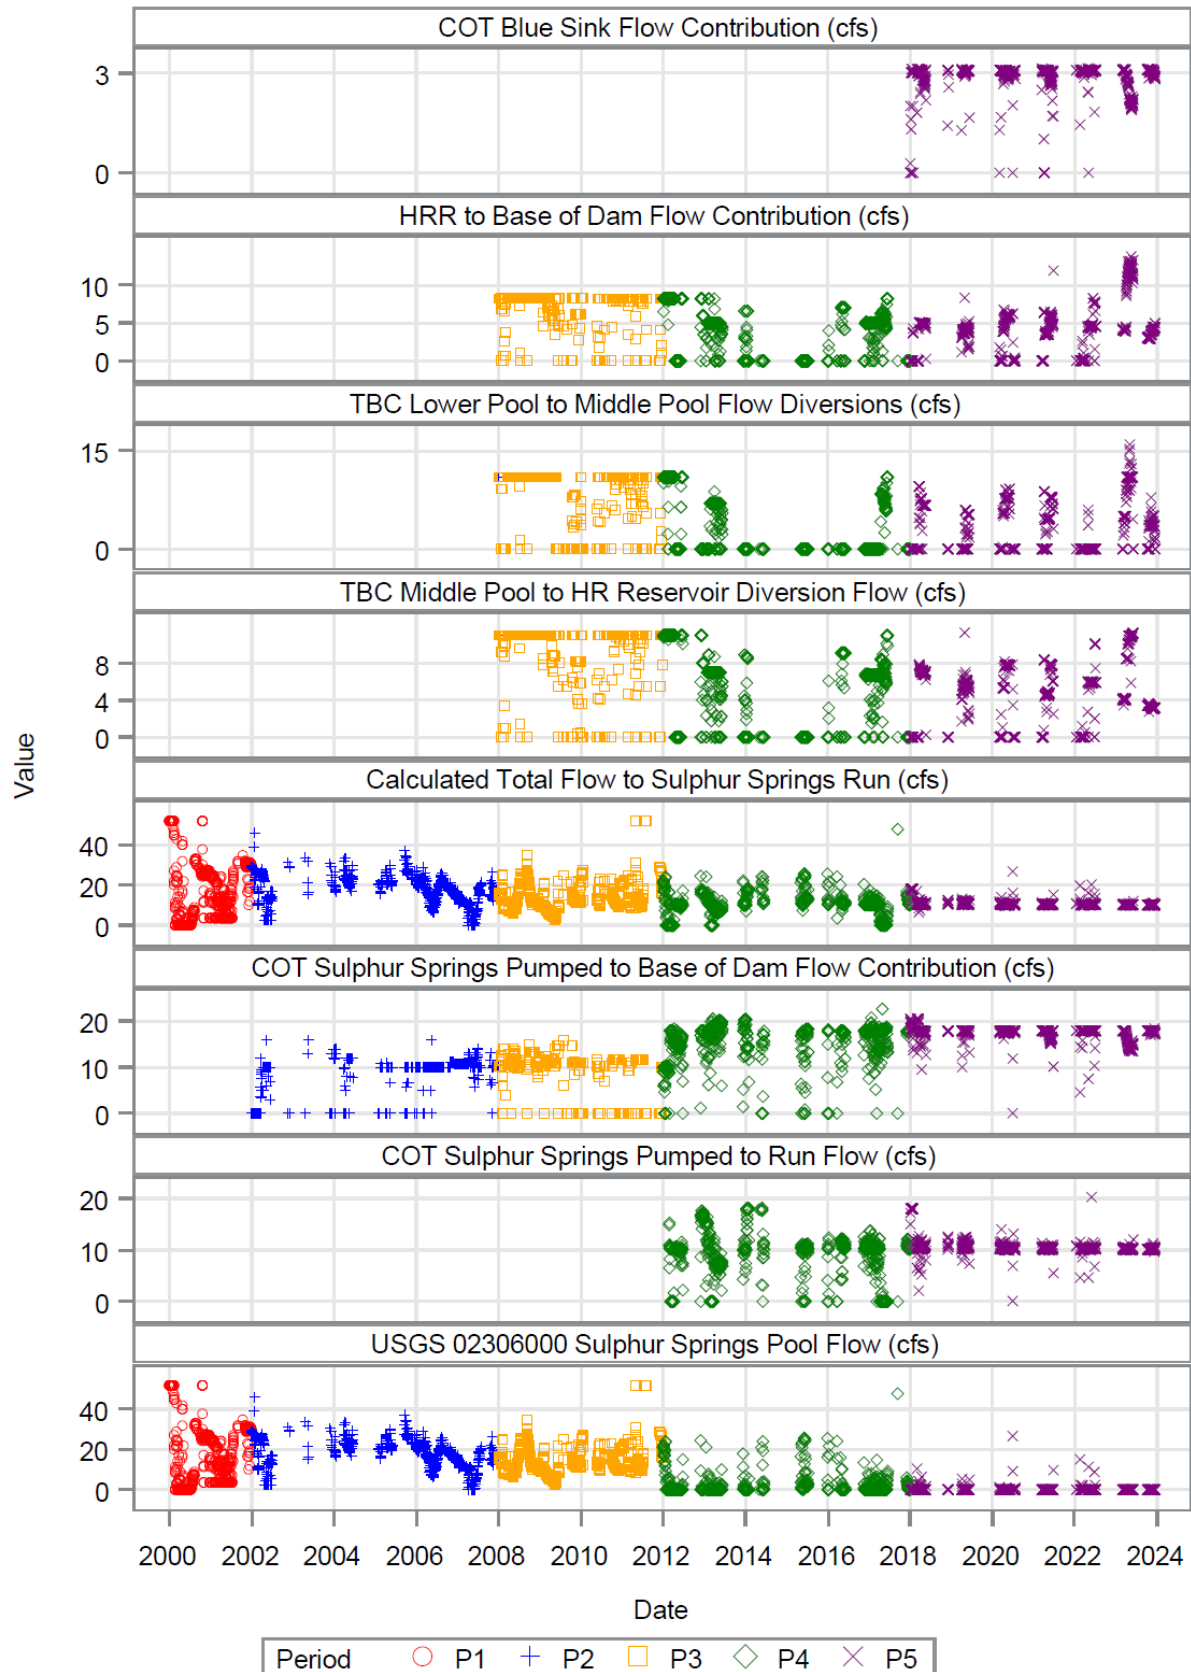 COT Blue Sink Flow Contribution (cfs)
3
0
HRR to Base of Dam Flow Contribution (cfs)
10
5
0
TBC Lower Pool to Middle Pool Flow Diversions (cfs)
15
0
TBC Middle Pool to HR Reservoir Diversion Flow (cfs)
8
4
0
Value
Calculated Total Flow to Sulphur Springs Run (cfs)
40
20
0
COT Sulphur Springs Pumped to Base of Dam Flow Contribution (cfs)
20
10
0
COT Sulphur Springs Pumped to Run Flow (cfs)
20
10
0
USGS 02306000 Sulphur Springs Pool Flow (cfs)
40
20
0
2000 2002 2004 2006 2008 2010 2012 2014 2016 2018 2020 2022 2024
Date
Period P1 P2 P3 P4 P5